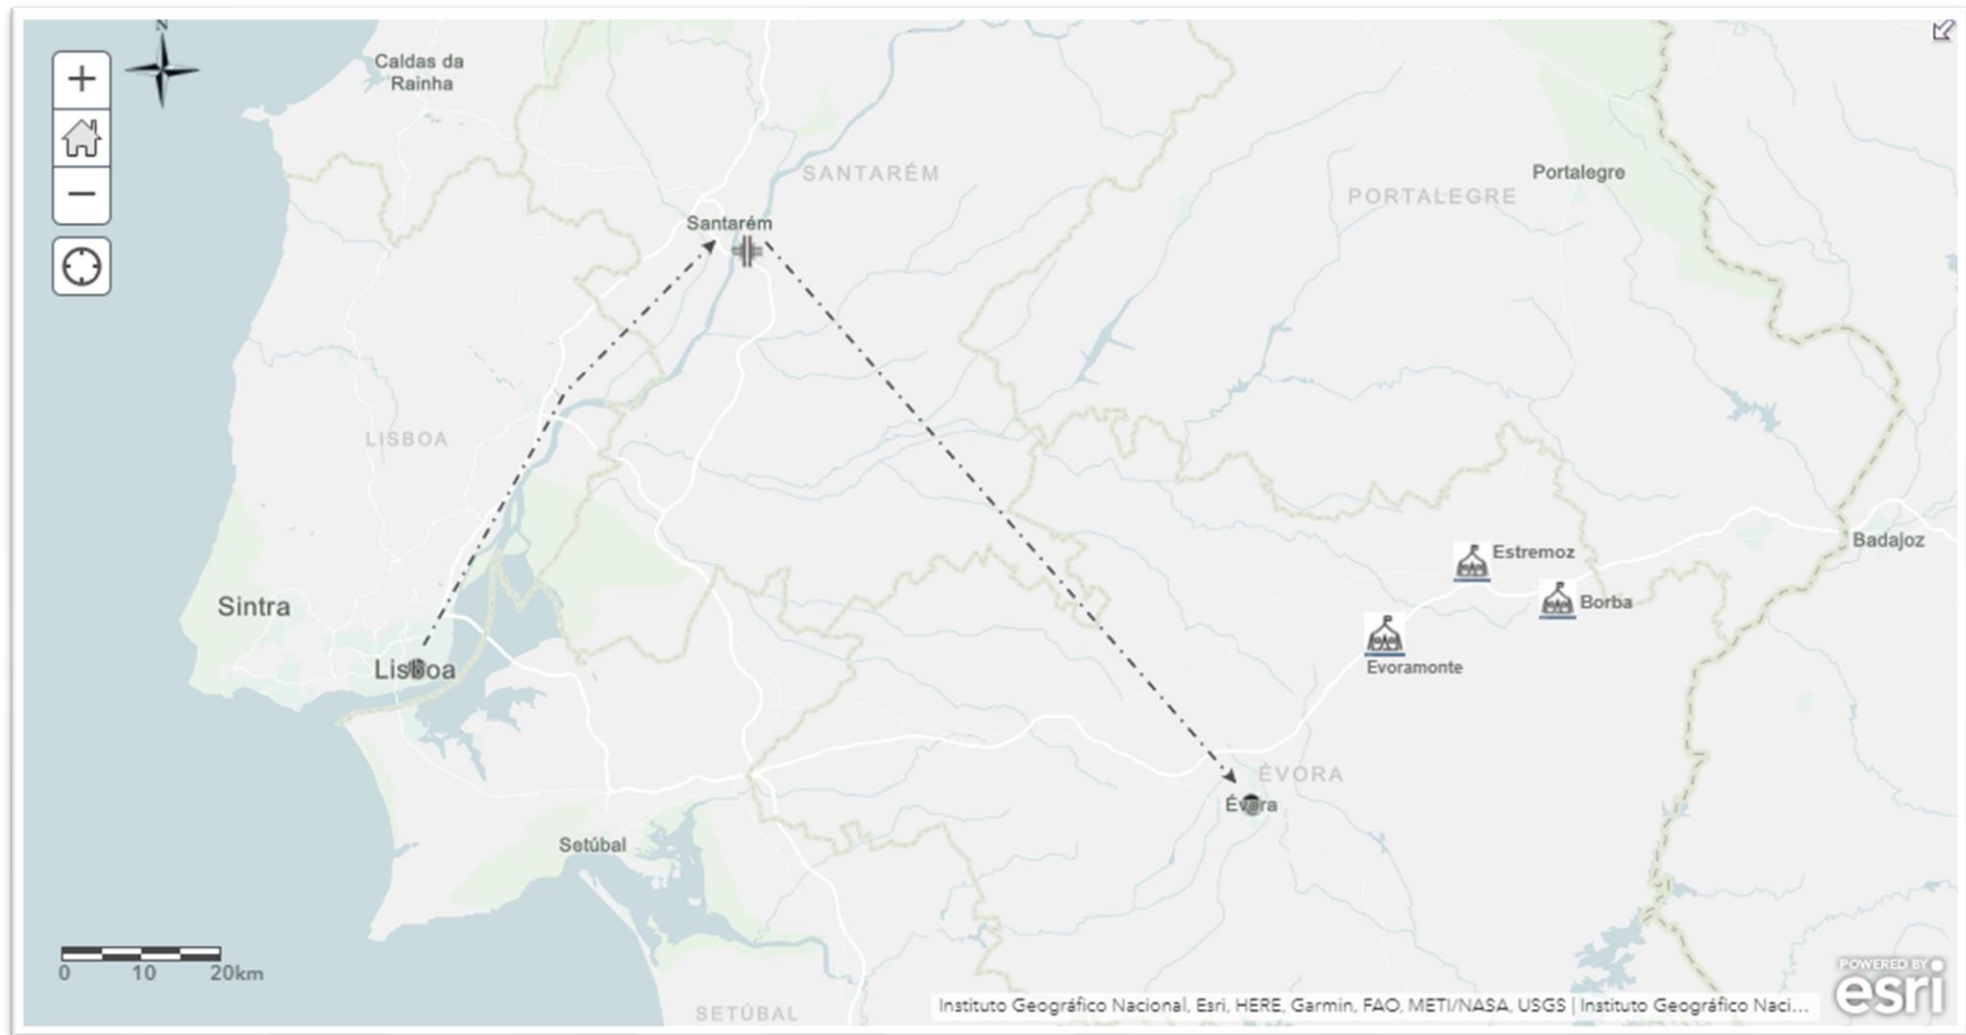 N
Caldas da
Rainha
SANTARÉM
Portalegre
PORTALEGRE
Santarém
LISBOA
Estremoz
Badajoz
Borba
Sintra
Lisboa
Evoramonte
ÉVORA
Évora
Setúbal
0 10 20km
SETÚBAL
Instituto Geográfico Nacional, Esri, HERE, Garmin, FAO, METI/NASA, USGS | Instituto Geográfico Naci...
POWERED BY
esri